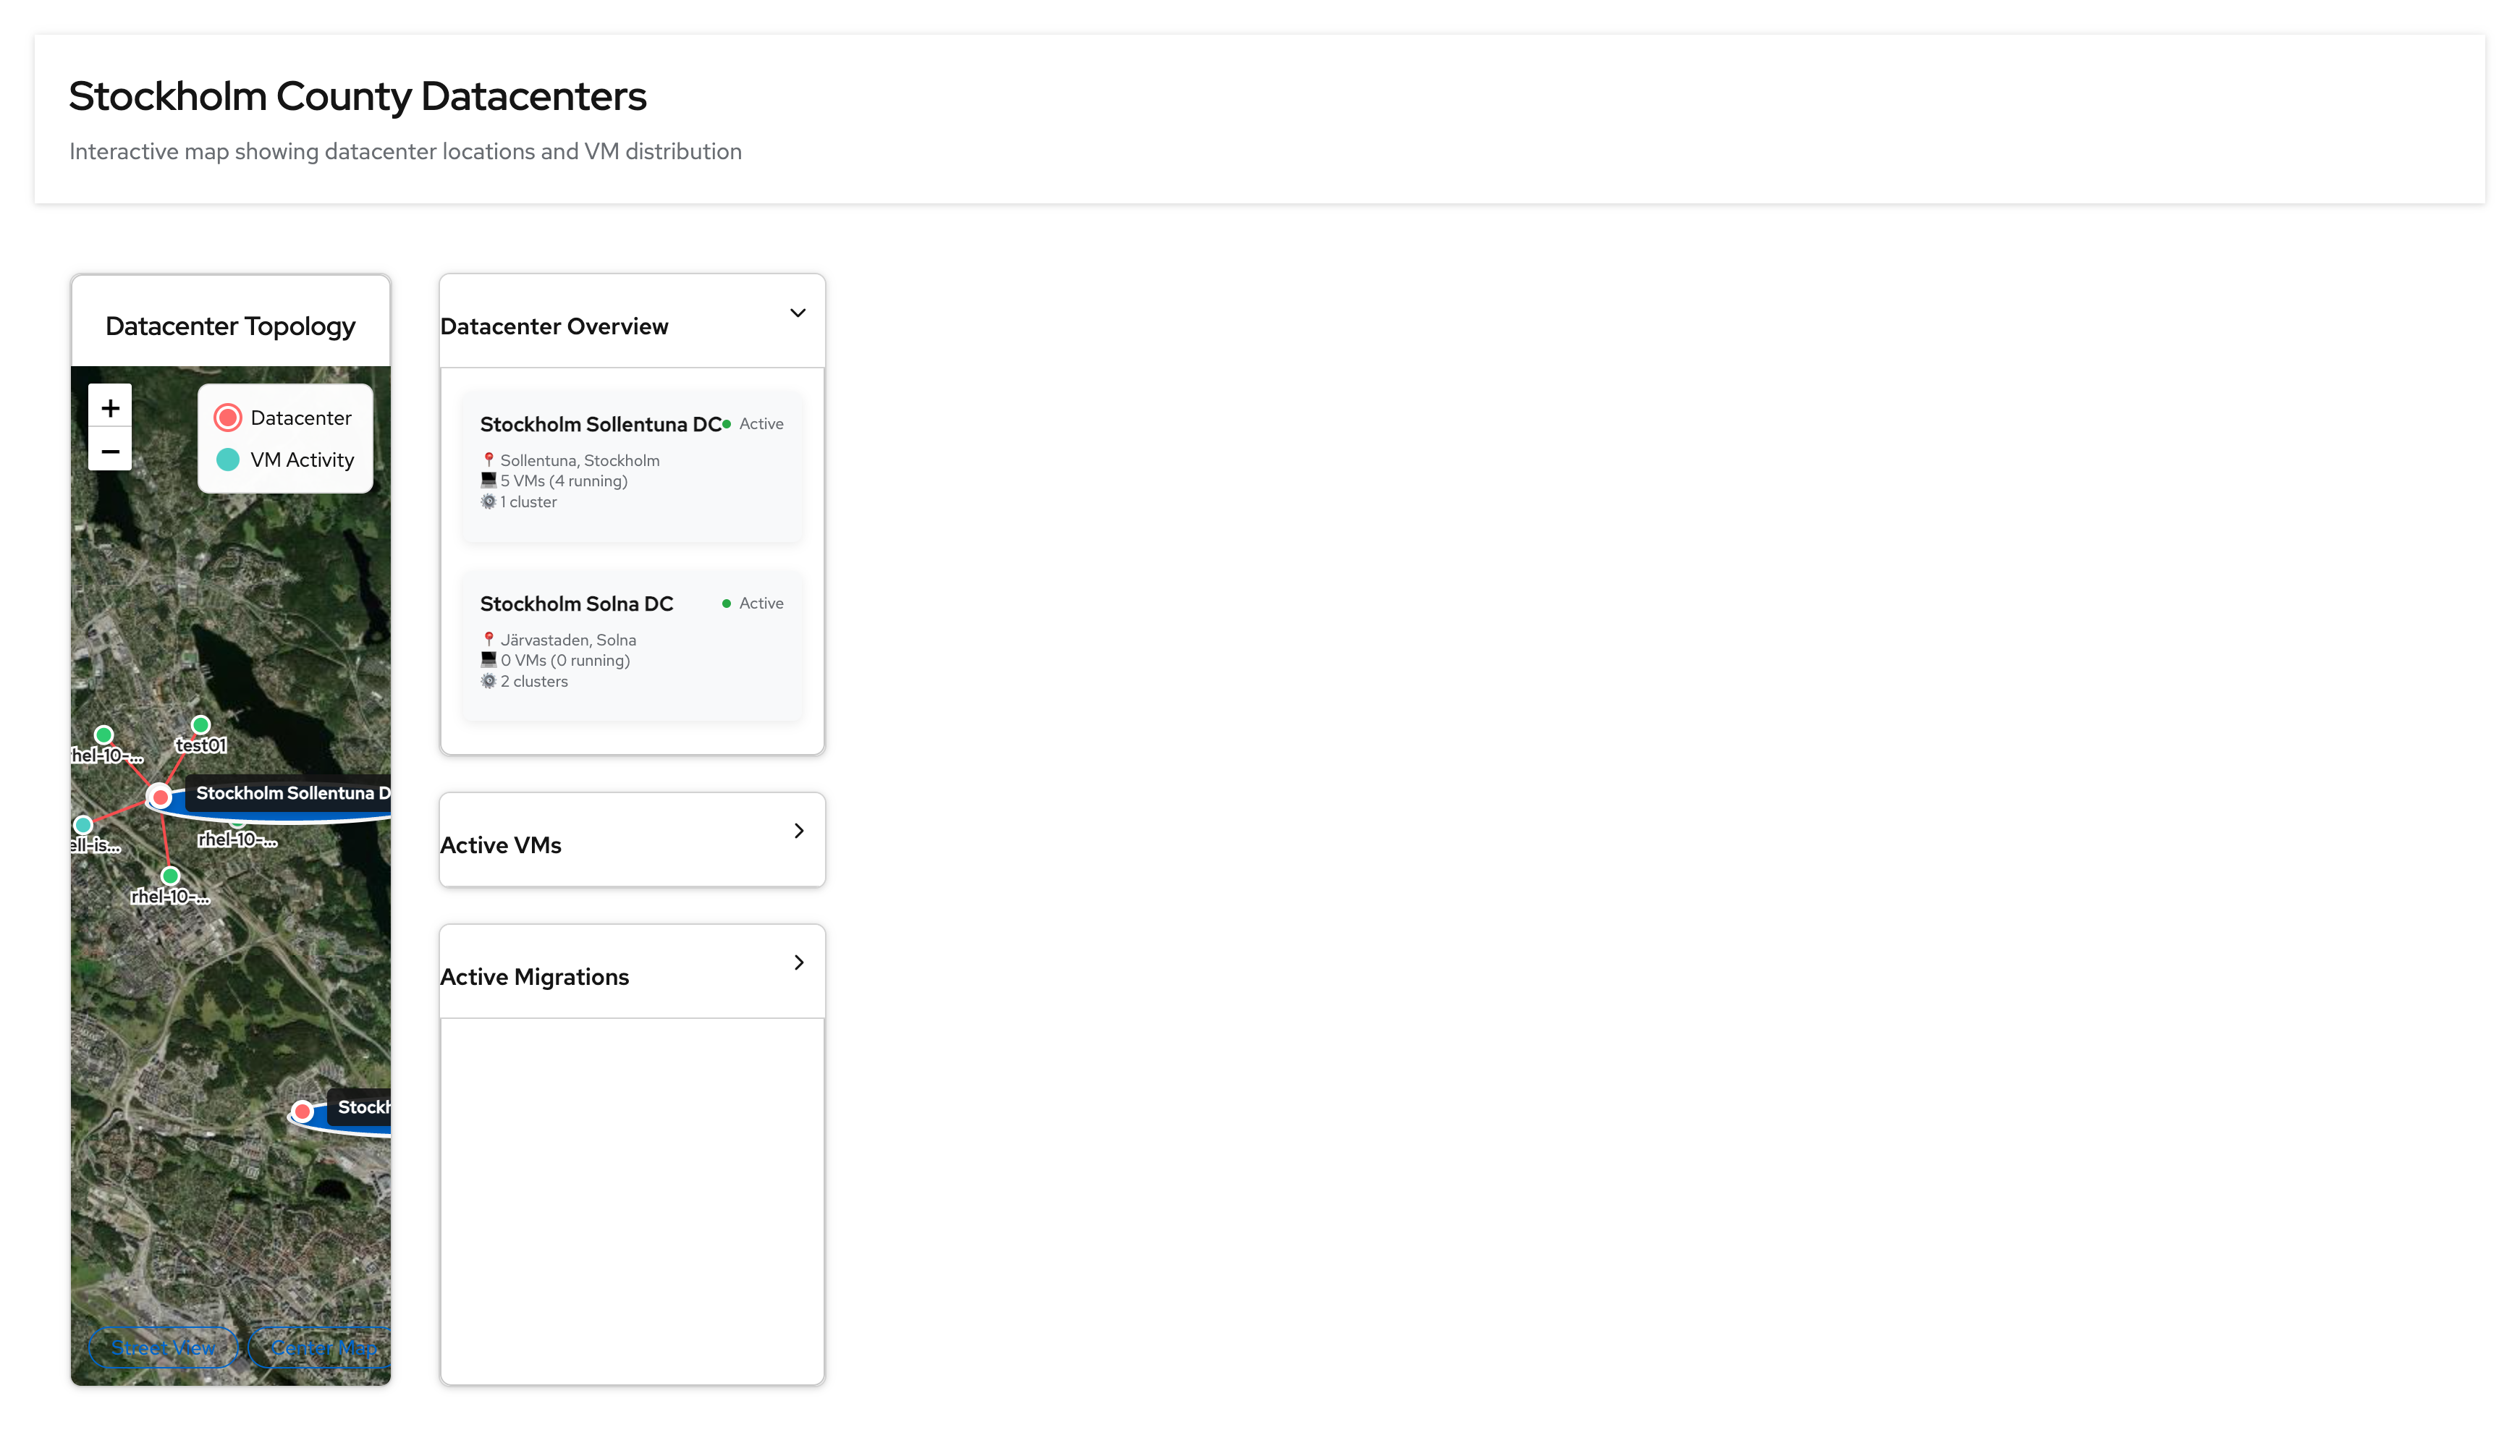 Stockholm County Datacenters
Interactive map showing datacenter locations and VM distribution
Datacenter Topology
+
−
Datacenter
VM Activity
test01
hel-10-...
Stockholm Sollentuna D
ell-is...
rhel-10-...
rhel-10-...
Stockh
Street View
Center Map
Datacenter Overview
Stockholm Sollentuna DC
Active
Sollentuna, Stockholm
5 VMs (4 running)
1 cluster
Stockholm Solna DC
Active
Järvastaden, Solna
0 VMs (0 running)
2 clusters
Active VMs
Active Migrations